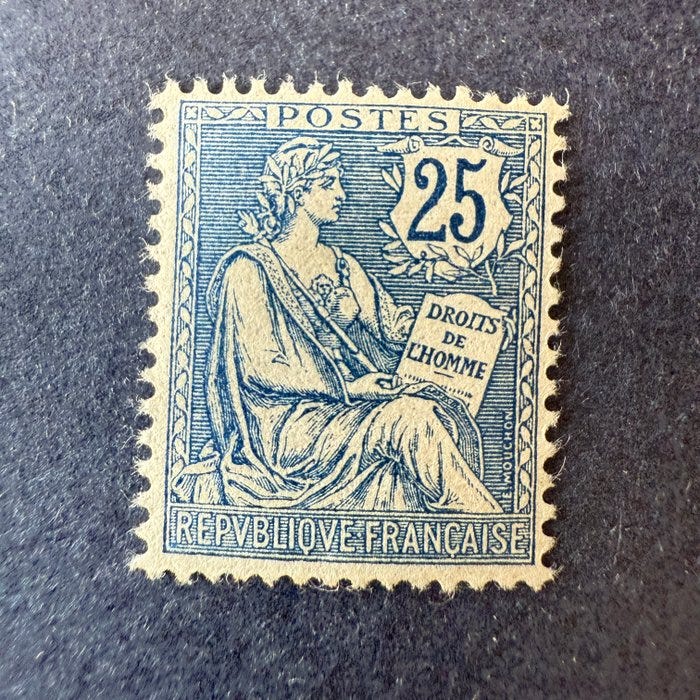 POSTES
25
DROITS
DE
L'HOMME
E. MOUCHON
REPVBLIQVE FRANÇAISE